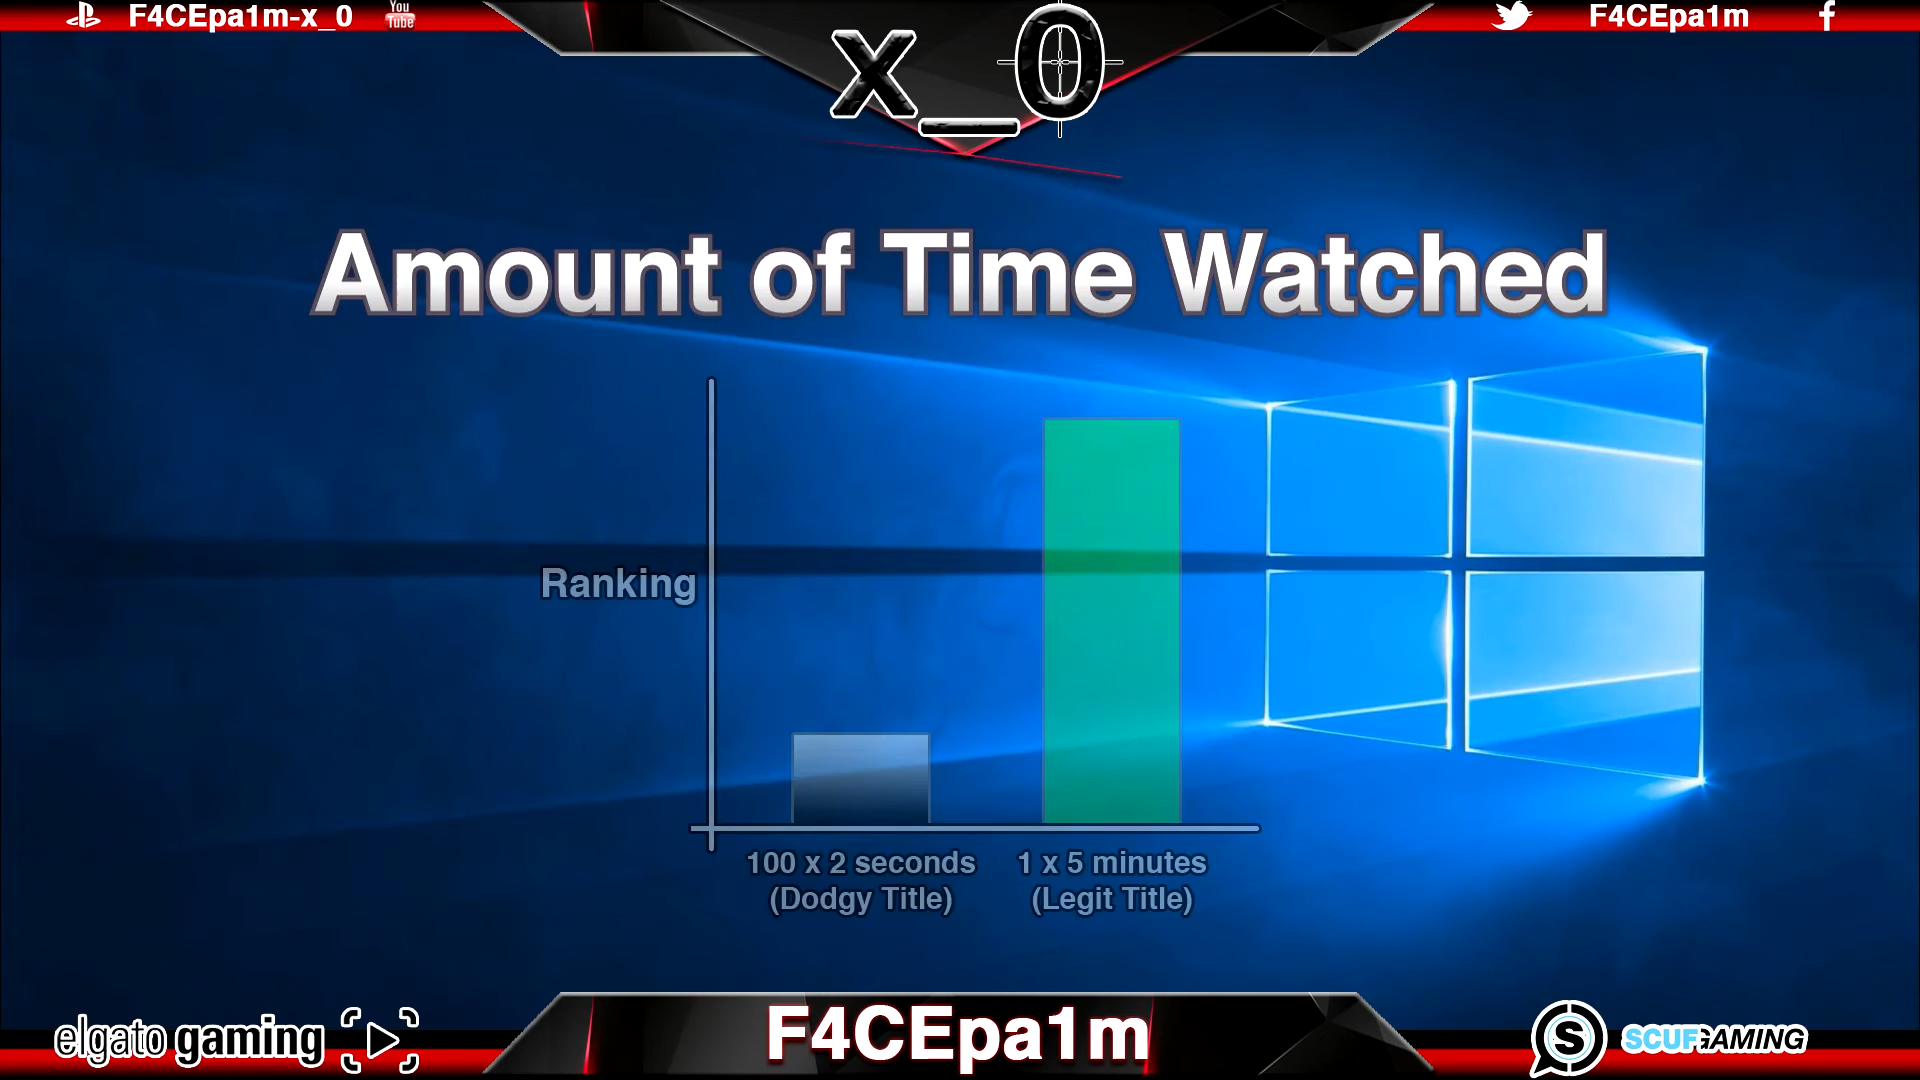 F4CEpa1m-x_0
You
Tube
F4CEpa1m
x_0
Amount of Time Watched
Ranking
100 x 2 seconds
(Dodgy Title)
1 x 5 minutes
(Legit Title)
elgato gaming
F4CEpa1m
S
SCUFGAMING